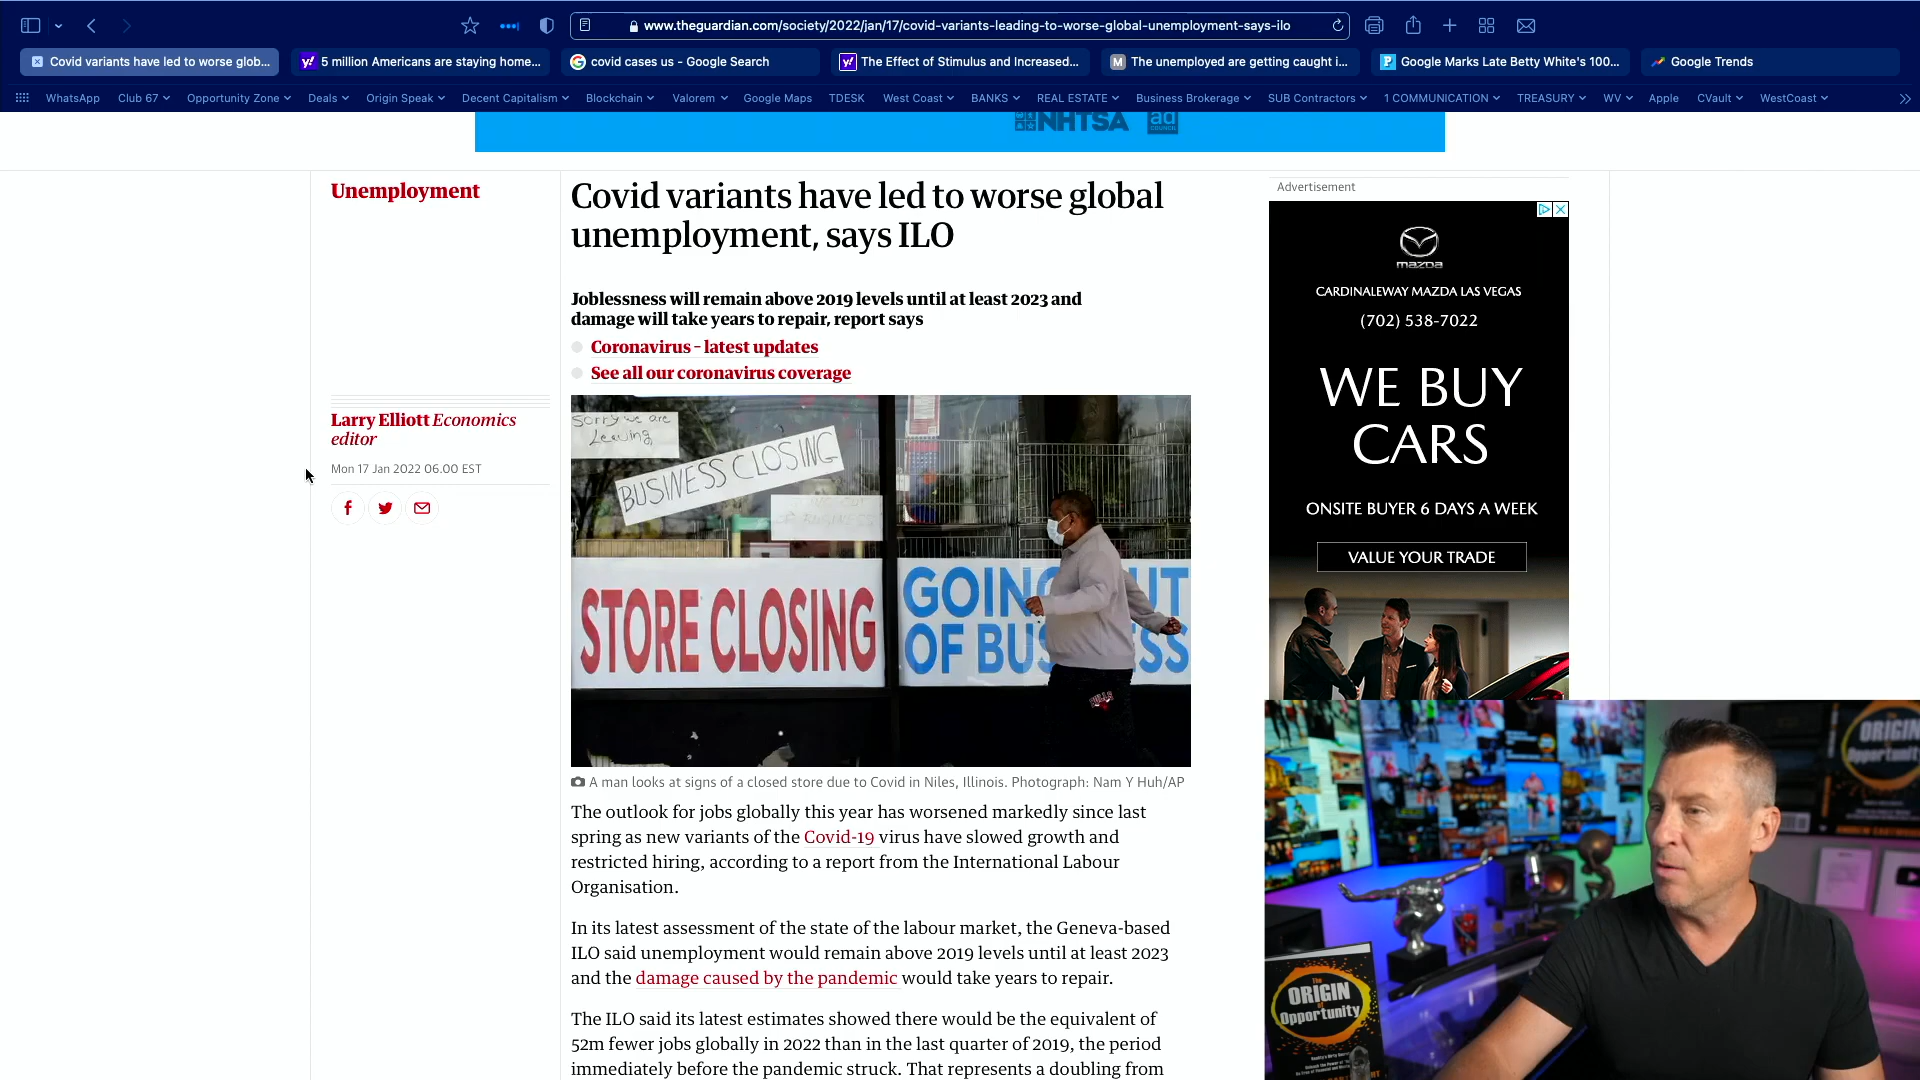 www.theguardian.com/society/2022/jan/17/covid-variants-leading-to-worse-global-unemployment-says-ilo
Covid variants have led to worse glob...
5 million Americans are staying home...
covid cases us - Google Search
The Effect of Stimulus and Increased...
The unemployed are getting caught i...
Google Marks Late Betty White's 100...
Google Trends
WhatsApp
Club 67
Opportunity Zone
Deals
Origin Speak
Decent Capitalism
Blockchain
Valorem
Google Maps
TDESK
West Coast
BANKS
REAL ESTATE
Business Brokerage
SUB Contractors
1 COMMUNICATION
TREASURY
WV
Apple
CVault
WestCoast
NHTSA
ad
COUNCIL
Unemployment
Covid variants have led to worse global
unemployment, says ILO
Joblessness will remain above 2019 levels until at least 2023 and
damage will take years to repair, report says
Coronavirus – latest updates
See all our coronavirus coverage
Larry Elliott Economics
editor
Mon 17 Jan 2022 06.00 EST
Sorry we are
Leaving
BUSINESS CLOSING
STORE CLOSING
GOING UT
OF BUS SS
BULLS
A man looks at signs of a closed store due to Covid in Niles, Illinois. Photograph: Nam Y Huh/AP
The outlook for jobs globally this year has worsened markedly since last
spring as new variants of the Covid-19 virus have slowed growth and
restricted hiring, according to a report from the International Labour
Organisation.
In its latest assessment of the state of the labour market, the Geneva-based
ILO said unemployment would remain above 2019 levels until at least 2023
and the damage caused by the pandemic would take years to repair.
The ILO said its latest estimates showed there would be the equivalent of
52m fewer jobs globally in 2022 than in the last quarter of 2019, the period
immediately before the pandemic struck. That represents a doubling from
Advertisement
mazda
CARDINALEWAY MAZDA LAS VEGAS
(702) 538-7022
WE BUY
CARS
ONSITE BUYER 6 DAYS A WEEK
VALUE YOUR TRADE
ORIGIN
Opportunity
The
ORIGIN
of
Opportunity